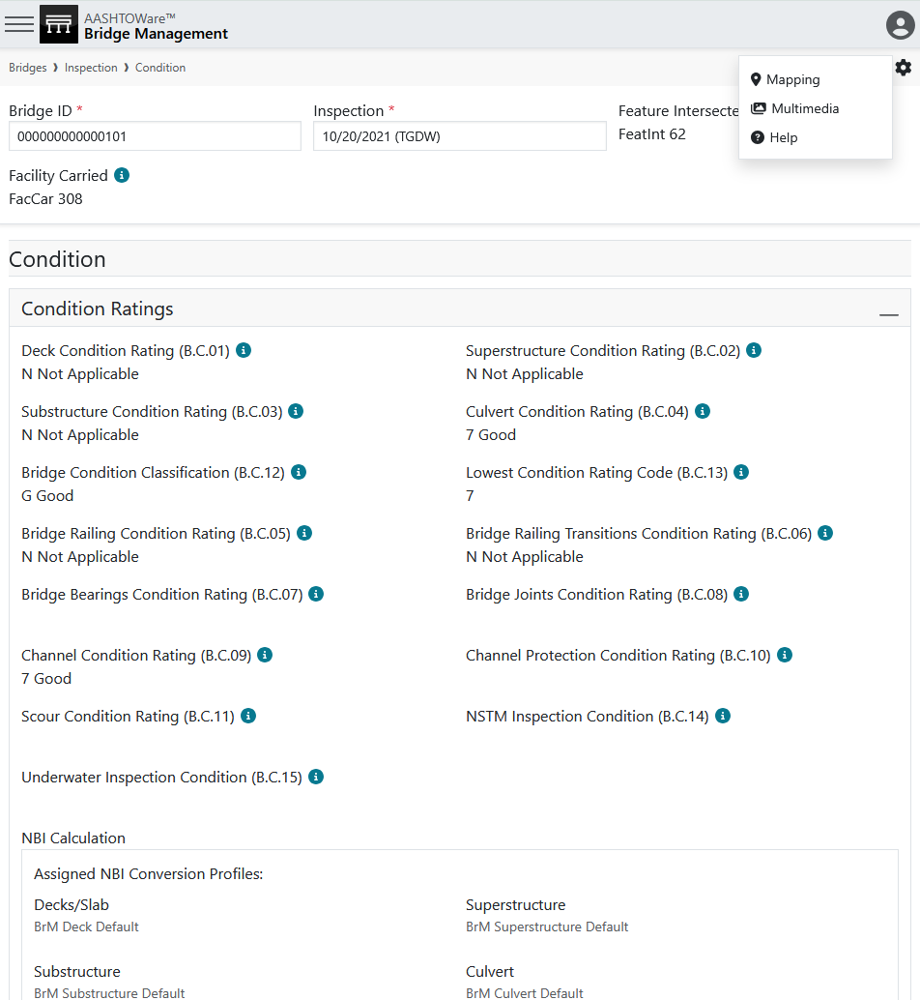 AASHTOWare™
Bridge Management
Bridges ❯ Inspection ❯ Condition
Mapping
Multimedia
Help
Bridge ID *
000000000000101
Inspection *
10/20/2021 (TGDW)
Feature Intersecte
FeatInt 62
Facility Carried
FacCar 308
Condition
Condition Ratings
Deck Condition Rating (B.C.01)
N Not Applicable
Superstructure Condition Rating (B.C.02)
N Not Applicable
Substructure Condition Rating (B.C.03)
N Not Applicable
Culvert Condition Rating (B.C.04)
7 Good
Bridge Condition Classification (B.C.12)
G Good
Lowest Condition Rating Code (B.C.13)
7
Bridge Railing Condition Rating (B.C.05)
N Not Applicable
Bridge Railing Transitions Condition Rating (B.C.06)
N Not Applicable
Bridge Bearings Condition Rating (B.C.07)
Bridge Joints Condition Rating (B.C.08)
Channel Condition Rating (B.C.09)
7 Good
Channel Protection Condition Rating (B.C.10)
Scour Condition Rating (B.C.11)
NSTM Inspection Condition (B.C.14)
Underwater Inspection Condition (B.C.15)
NBI Calculation
Assigned NBI Conversion Profiles:
Decks/Slab
BrM Deck Default
Superstructure
BrM Superstructure Default
Substructure
BrM Substructure Default
Culvert
BrM Culvert Default